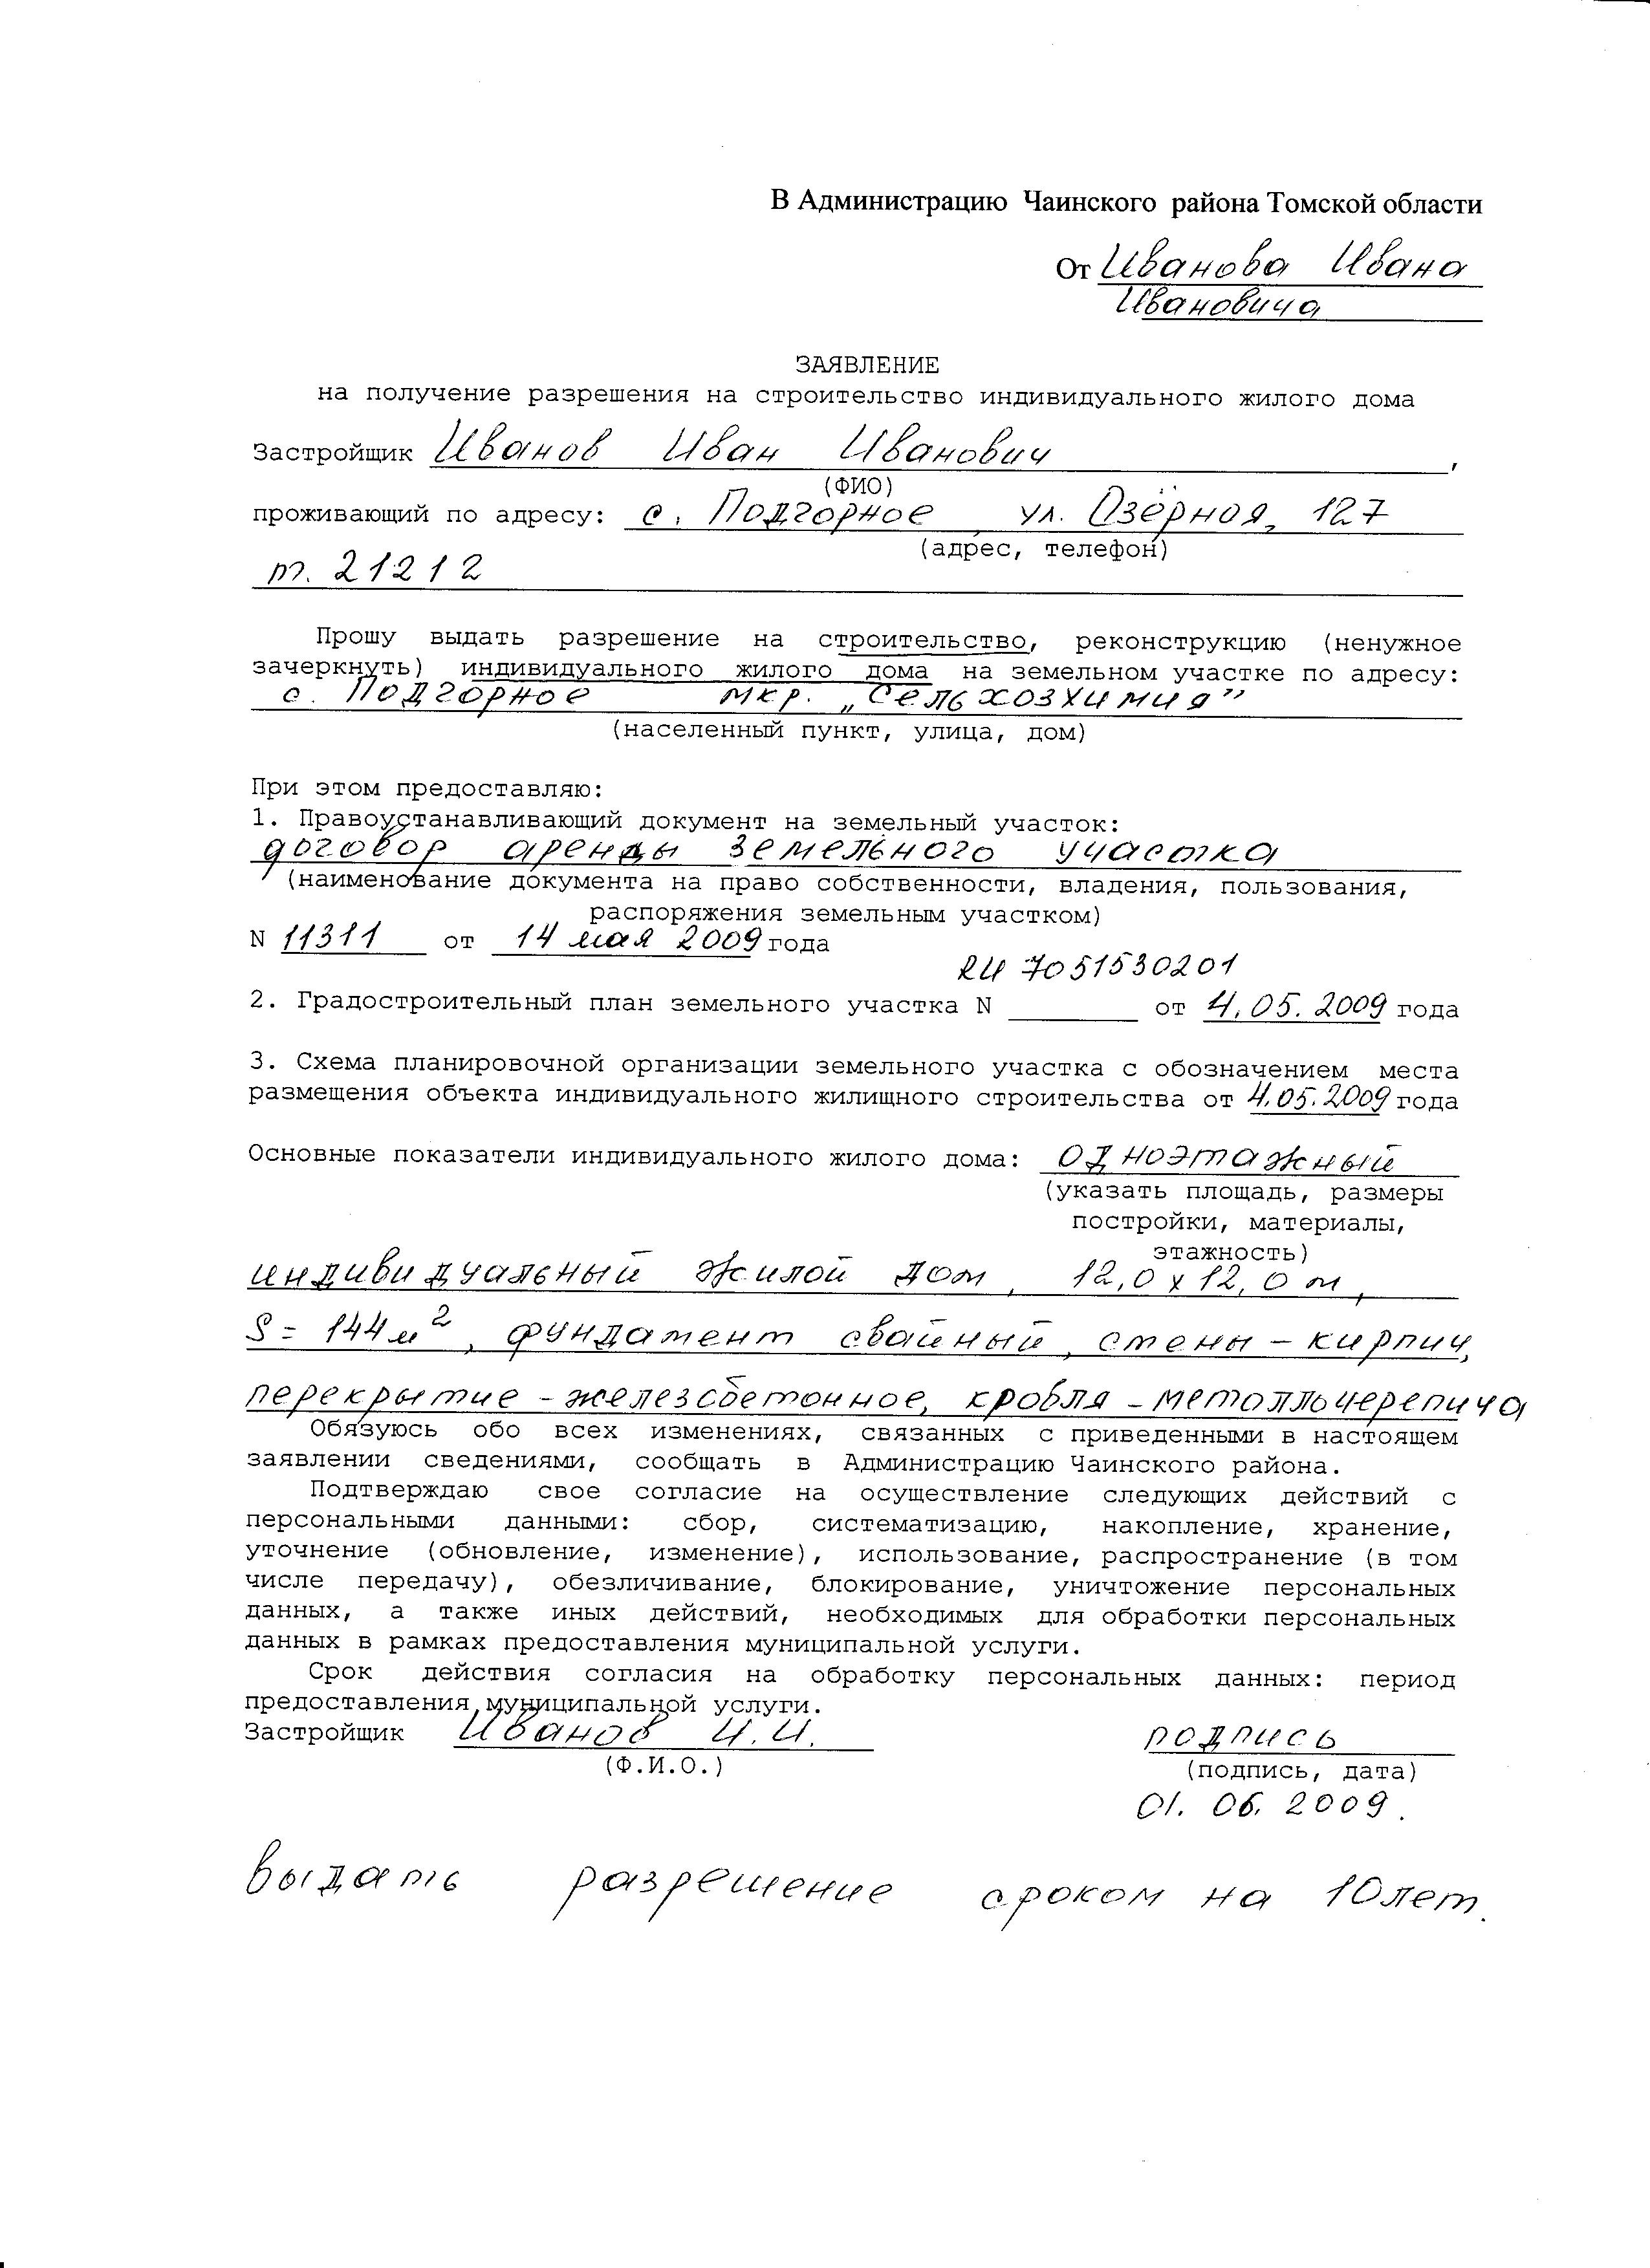 В Администрацию Чаинского района Томской области
От Иванова Ивана
Ивановича
ЗАЯВЛЕНИЕ
на получение разрешения на строительство индивидуального жилого дома
Застройщик Иванов Иван Иванович,
(ФИО)
проживающий по адресу: с. Подгорное ул. Озёрная, 127
(адрес, телефон)
т. 21212
Прошу выдать разрешение на строительство, реконструкцию (ненужное
зачеркнуть) индивидуального жилого дома на земельном участке по адресу:
с. Подгорное мкр. „Сельхозхимия”
(населенный пункт, улица, дом)
При этом предоставляю:
1. Правоустанавливающий документ на земельный участок:
договор аренды земельного участка
(наименование документа на право собственности, владения, пользования,
распоряжения земельным участком)
N 11311 от 14 мая 2009 года
RU 7051530201
2. Градостроительный план земельного участка N ________ от 4.05.2009 года
3. Схема планировочной организации земельного участка с обозначением места
размещения объекта индивидуального жилищного строительства от 4.05.2009 года
Основные показатели индивидуального жилого дома: одноэтажный
(указать площадь, размеры
постройки, материалы,
этажность)
индивидуальный жилой дом, 12,0 х 12,0 м,
S = 144 м², фундамент свайный, стены – кирпич,
перекрытие – железобетонное, кровля – металлочерепица
Обязуюсь обо всех изменениях, связанных с приведенными в настоящем
заявлении сведениями, сообщать в Администрацию Чаинского района.
Подтверждаю свое согласие на осуществление следующих действий с
персональными данными: сбор, систематизацию, накопление, хранение,
уточнение (обновление, изменение), использование, распространение (в том
числе передачу), обезличивание, блокирование, уничтожение персональных
данных, а также иных действий, необходимых для обработки персональных
данных в рамках предоставления муниципальной услуги.
Срок действия согласия на обработку персональных данных: период
предоставления муниципальной услуги.
Застройщик Иванов И.И. подпись
(Ф.И.О.) (подпись, дата)
01. 06. 2009.
выдать разрешение сроком на 10 лет.